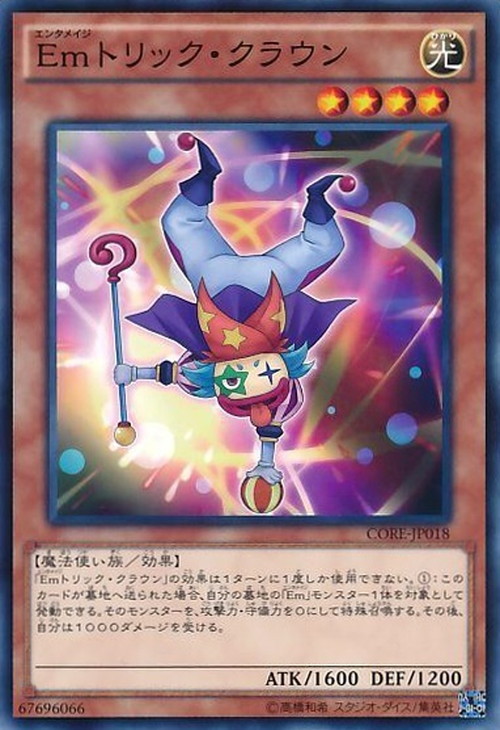 エンタメイジ
Emトリック・クラウン
ひかり
光
CORE-JP018
【魔法使い族／効果】
「Emトリック・クラウン」の効果は１ターンに１度しか使用できない。①：この
カードが墓地へ送られた場合、自分の墓地の「Em」モンスター１体を対象として
発動できる。そのモンスターを、攻撃力・守備力を０にして特殊召喚する。その後、
自分は１０００ダメージを受ける。
ATK/1600 DEF/1200
67696066
©高橋和希 スタジオ・ダイス/集英社